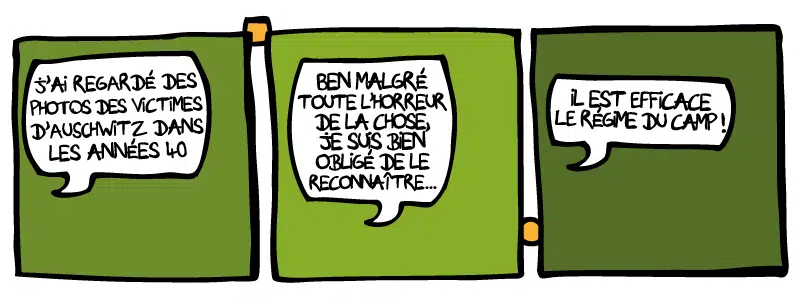 J'AI REGARDÉ DES
PHOTOS DES VICTIMES
D'AUSCHWITZ DANS
LES ANNÉES 40
BEN MALGRÉ
TOUTE L'HORREUR
DE LA CHOSE,
JE SUIS BIEN
OBLIGÉ DE LE
RECONNAÎTRE...
IL EST EFFICACE
LE RÉGIME DU CAMP !